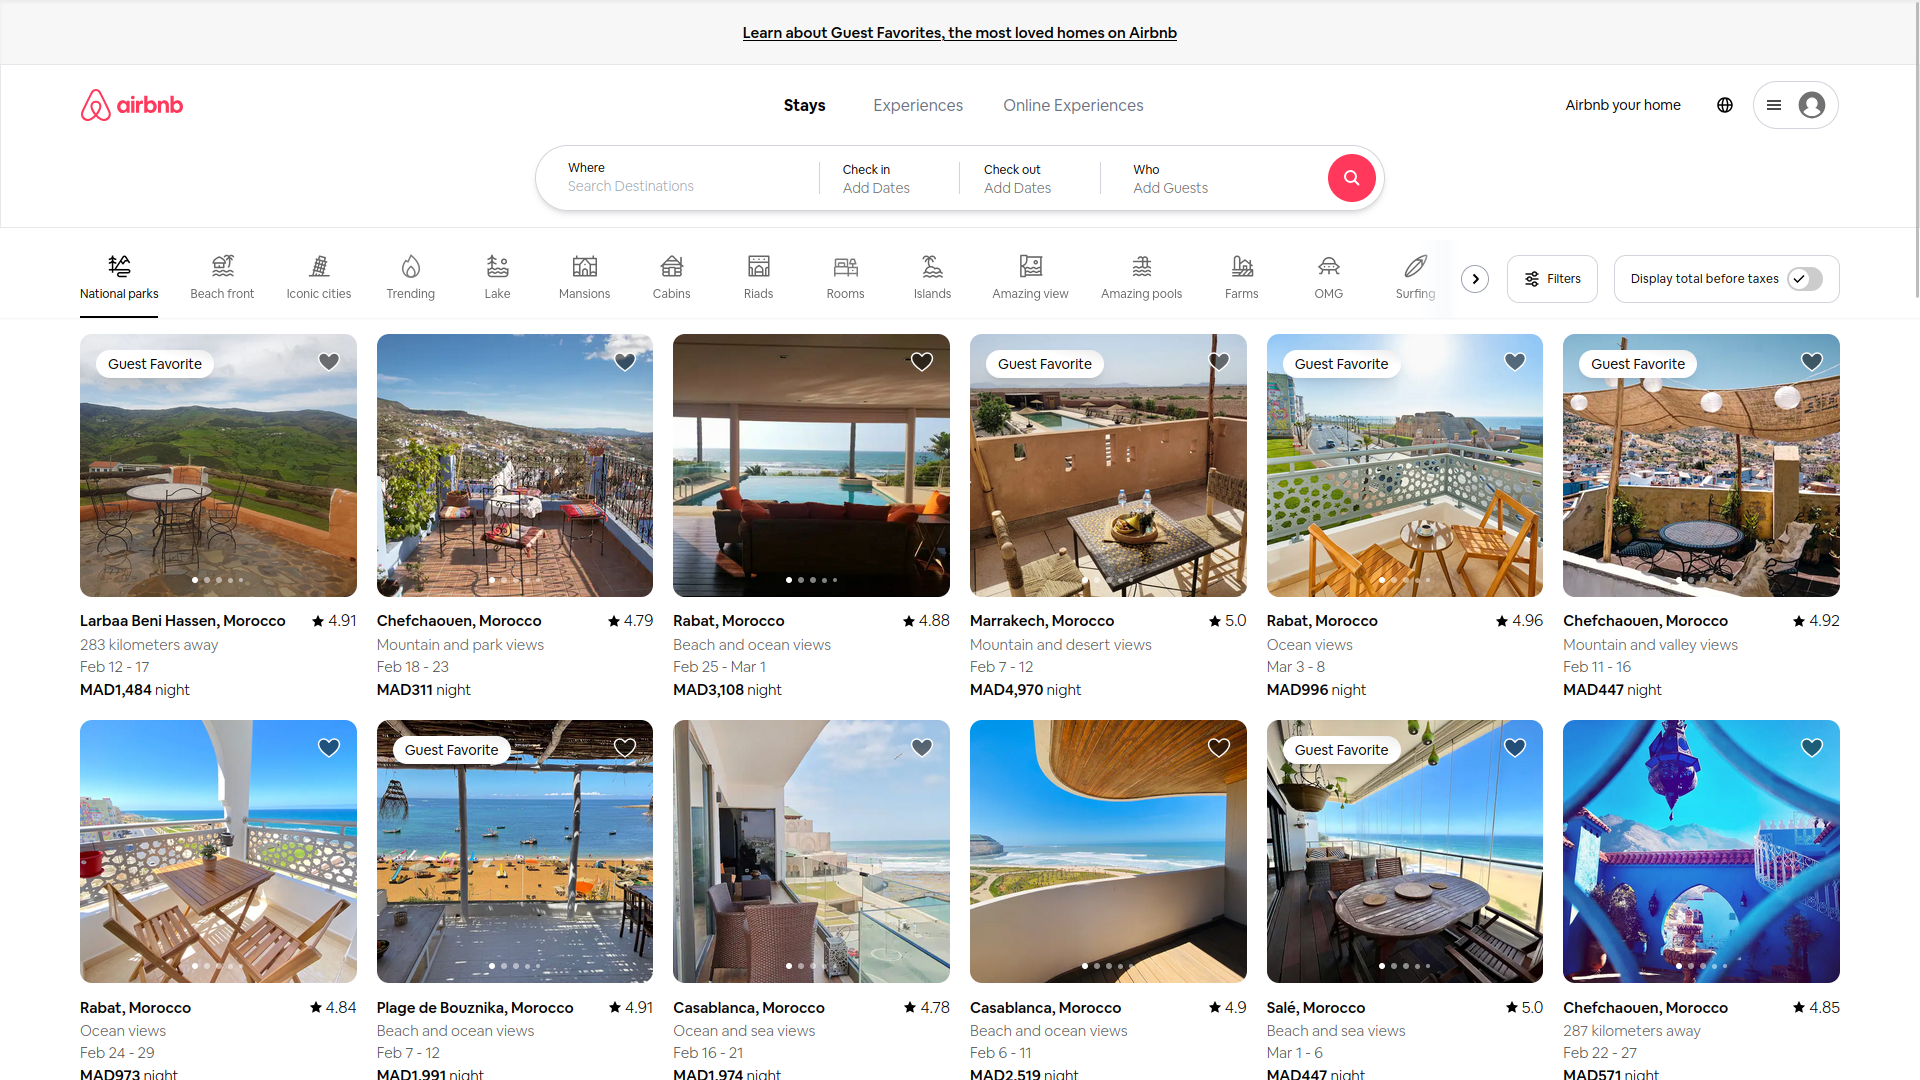 Learn about Guest Favorites, the most loved homes on Airbnb
airbnb
Stays Experiences Online Experiences
Airbnb your home
Where
Search Destinations
Check in
Add Dates
Check out
Add Dates
Who
Add Guests
National parks Beach front Iconic cities Trending Lake Mansions Cabins Riads Rooms Islands Amazing view Amazing pools Farms OMG Surfing
Filters
Display total before taxes
Guest Favorite
Larbaa Beni Hassen, Morocco 4.91
283 kilometers away
Feb 12 - 17
MAD1,484 night
Chefchaouen, Morocco 4.79
Mountain and park views
Feb 18 - 23
MAD311 night
Rabat, Morocco 4.88
Beach and ocean views
Feb 25 - Mar 1
MAD3,108 night
Guest Favorite
Marrakech, Morocco 5.0
Mountain and desert views
Feb 7 - 12
MAD4,970 night
Guest Favorite
Rabat, Morocco 4.96
Ocean views
Mar 3 - 8
MAD996 night
Guest Favorite
Chefchaouen, Morocco 4.92
Mountain and valley views
Feb 11 - 16
MAD447 night
Rabat, Morocco 4.84
Ocean views
Feb 24 - 29
MAD973 night
Guest Favorite
Plage de Bouznika, Morocco 4.91
Beach and ocean views
Feb 7 - 12
MAD1,991 night
Casablanca, Morocco 4.78
Ocean and sea views
Feb 16 - 21
MAD1,974 night
Casablanca, Morocco 4.9
Beach and ocean views
Feb 6 - 11
MAD2,519 night
Guest Favorite
Salé, Morocco 5.0
Beach and sea views
Mar 1 - 6
MAD447 night
Chefchaouen, Morocco 4.85
287 kilometers away
Feb 22 - 27
MAD571 night